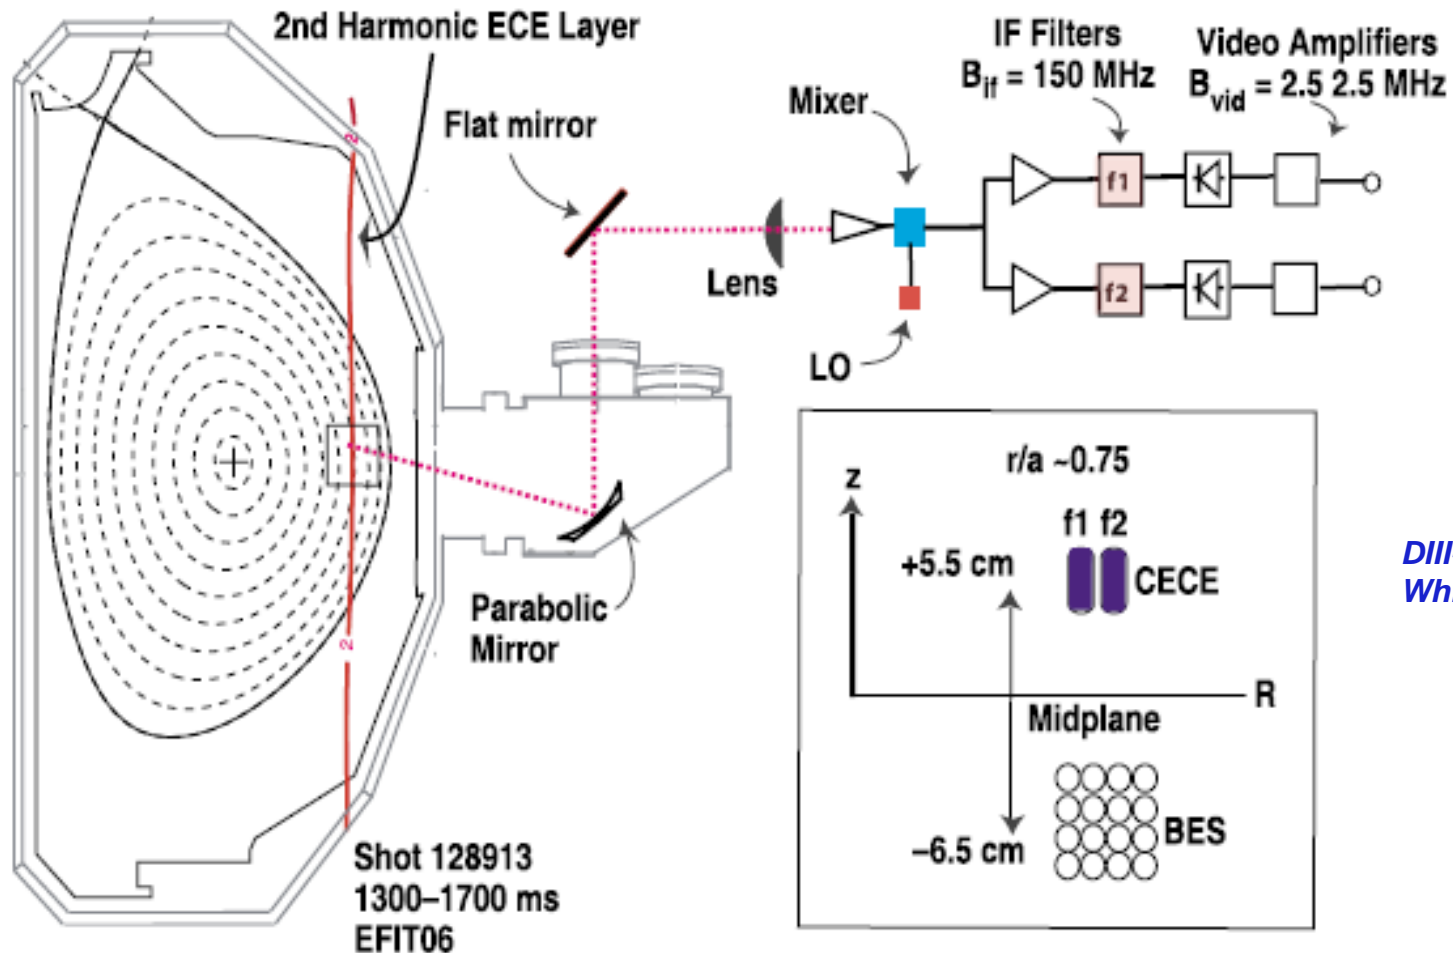 2nd Harmonic ECE Layer
Flat mirror
Mixer
IF Filters
B_if = 150 MHz
Video Amplifiers
B_vid = 2.5 2.5 MHz
f1
f2
Lens
LO
2
2
Parabolic
Mirror
Shot 128913
1300–1700 ms
EFIT06
r/a ~0.75
z
f1 f2
+5.5 cm
CECE
R
Midplane
BES
–6.5 cm
DIII
Wh